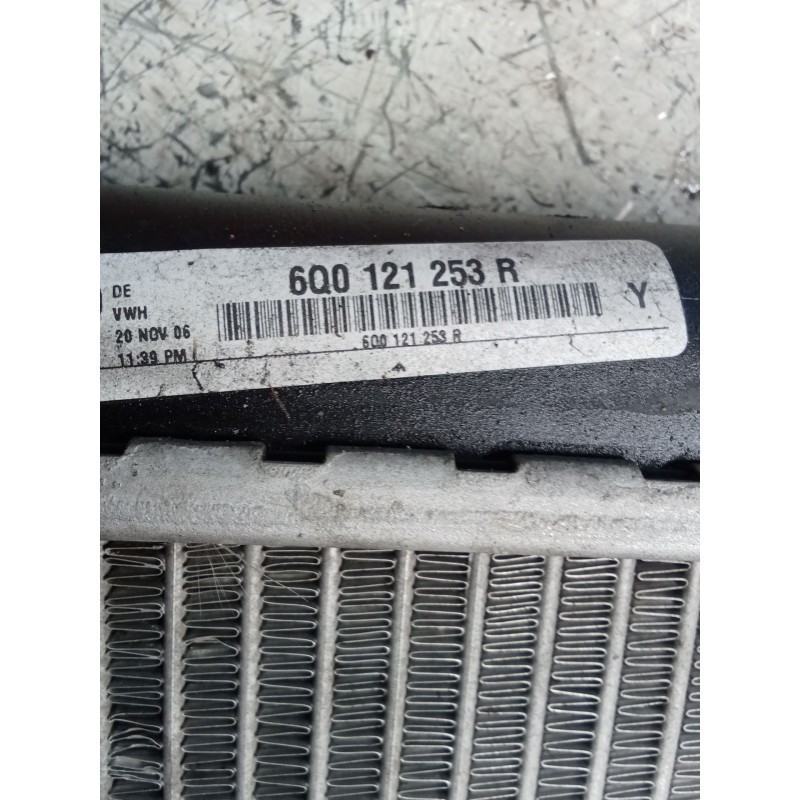 6Q0 121 253 R
DE
VWH
20 NOV 06
11:39 PM
Y
6Q0 121 253 R